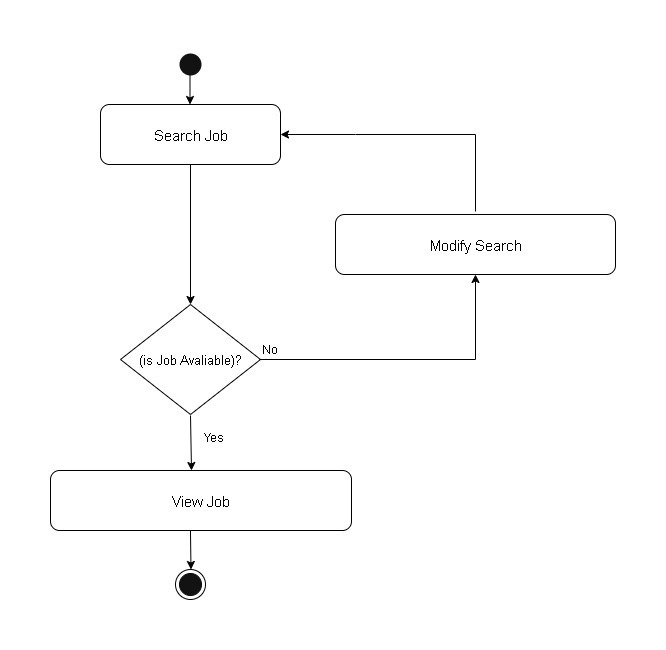 Search Job
Modify Search
(is Job Avaliable)?
No
Yes
View Job